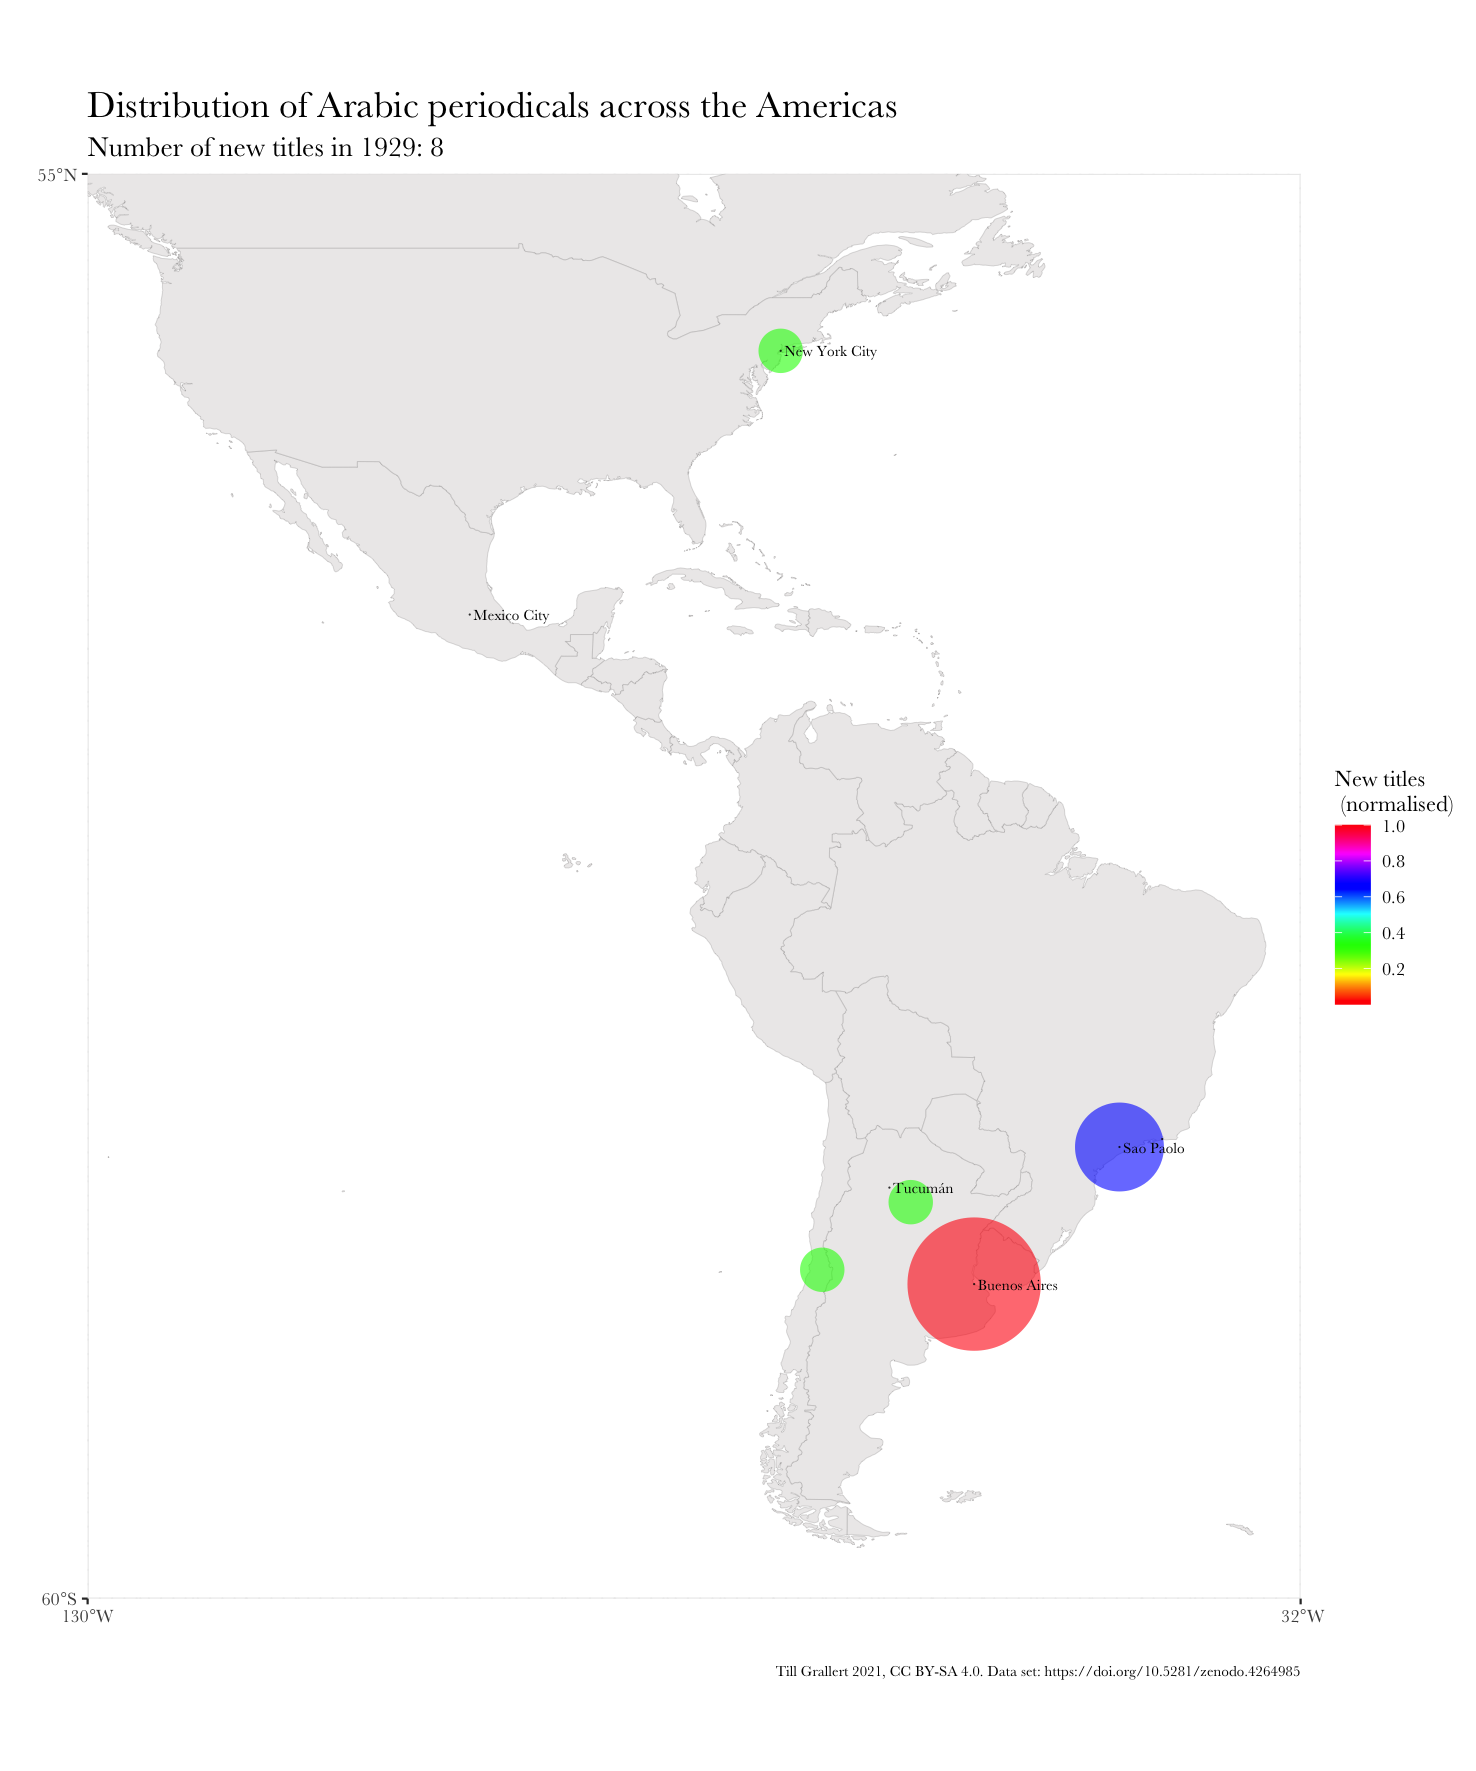 Distribution of Arabic periodicals across the Americas
Number of new titles in 1929: 8
55°N
New York City
Mexico City
New titles
(normalised)
1.0
0.8
0.6
0.4
0.2
Sao Paolo
Tucumán
Buenos Aires
60°S
130°W
32°W
Till Grallert 2021, CC BY-SA 4.0. Data set: https://doi.org/10.5281/zenodo.4264985